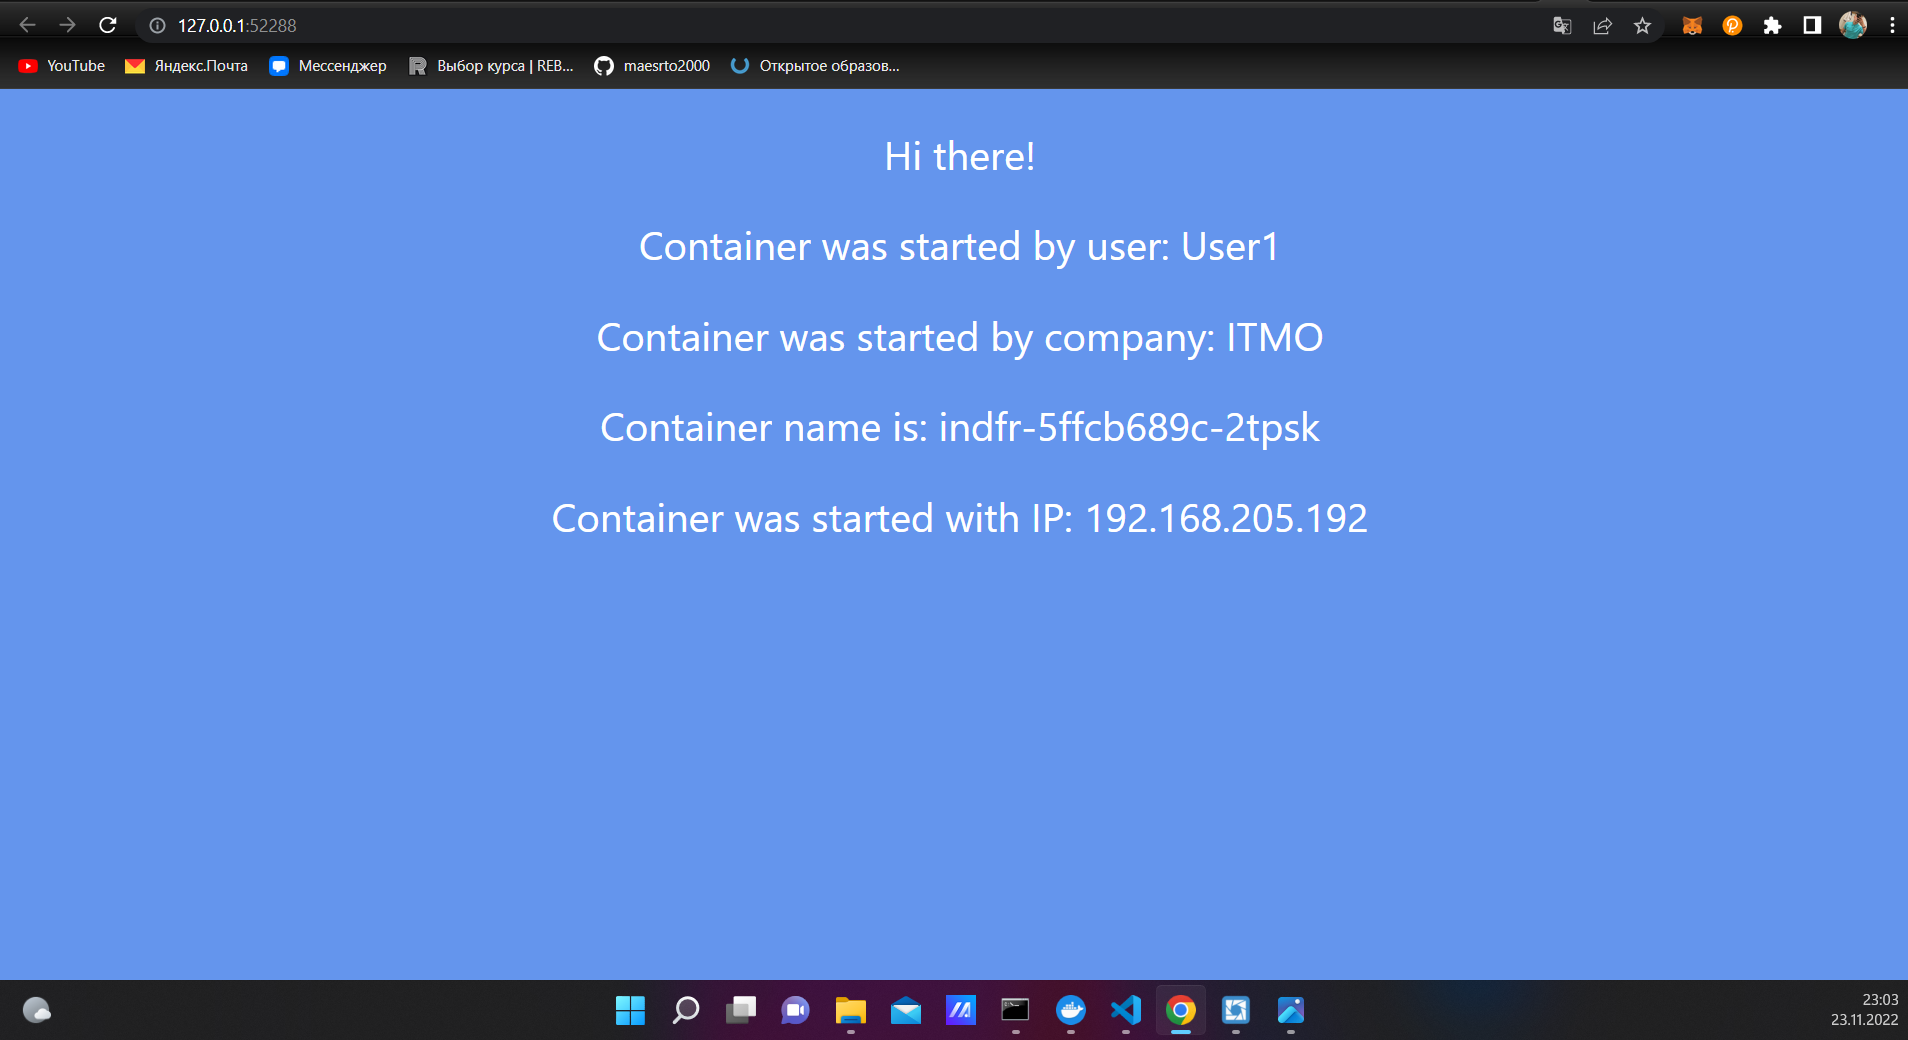 127.0.0.1:52288
YouTube Яндекс.Почта Мессенджер Выбор курса | REB... maesrto2000 Открытое образов...
Hi there!
Container was started by user: User1
Container was started by company: ITMO
Container name is: indfr-5ffcb689c-2tpsk
Container was started with IP: 192.168.205.192
23:03
23.11.2022